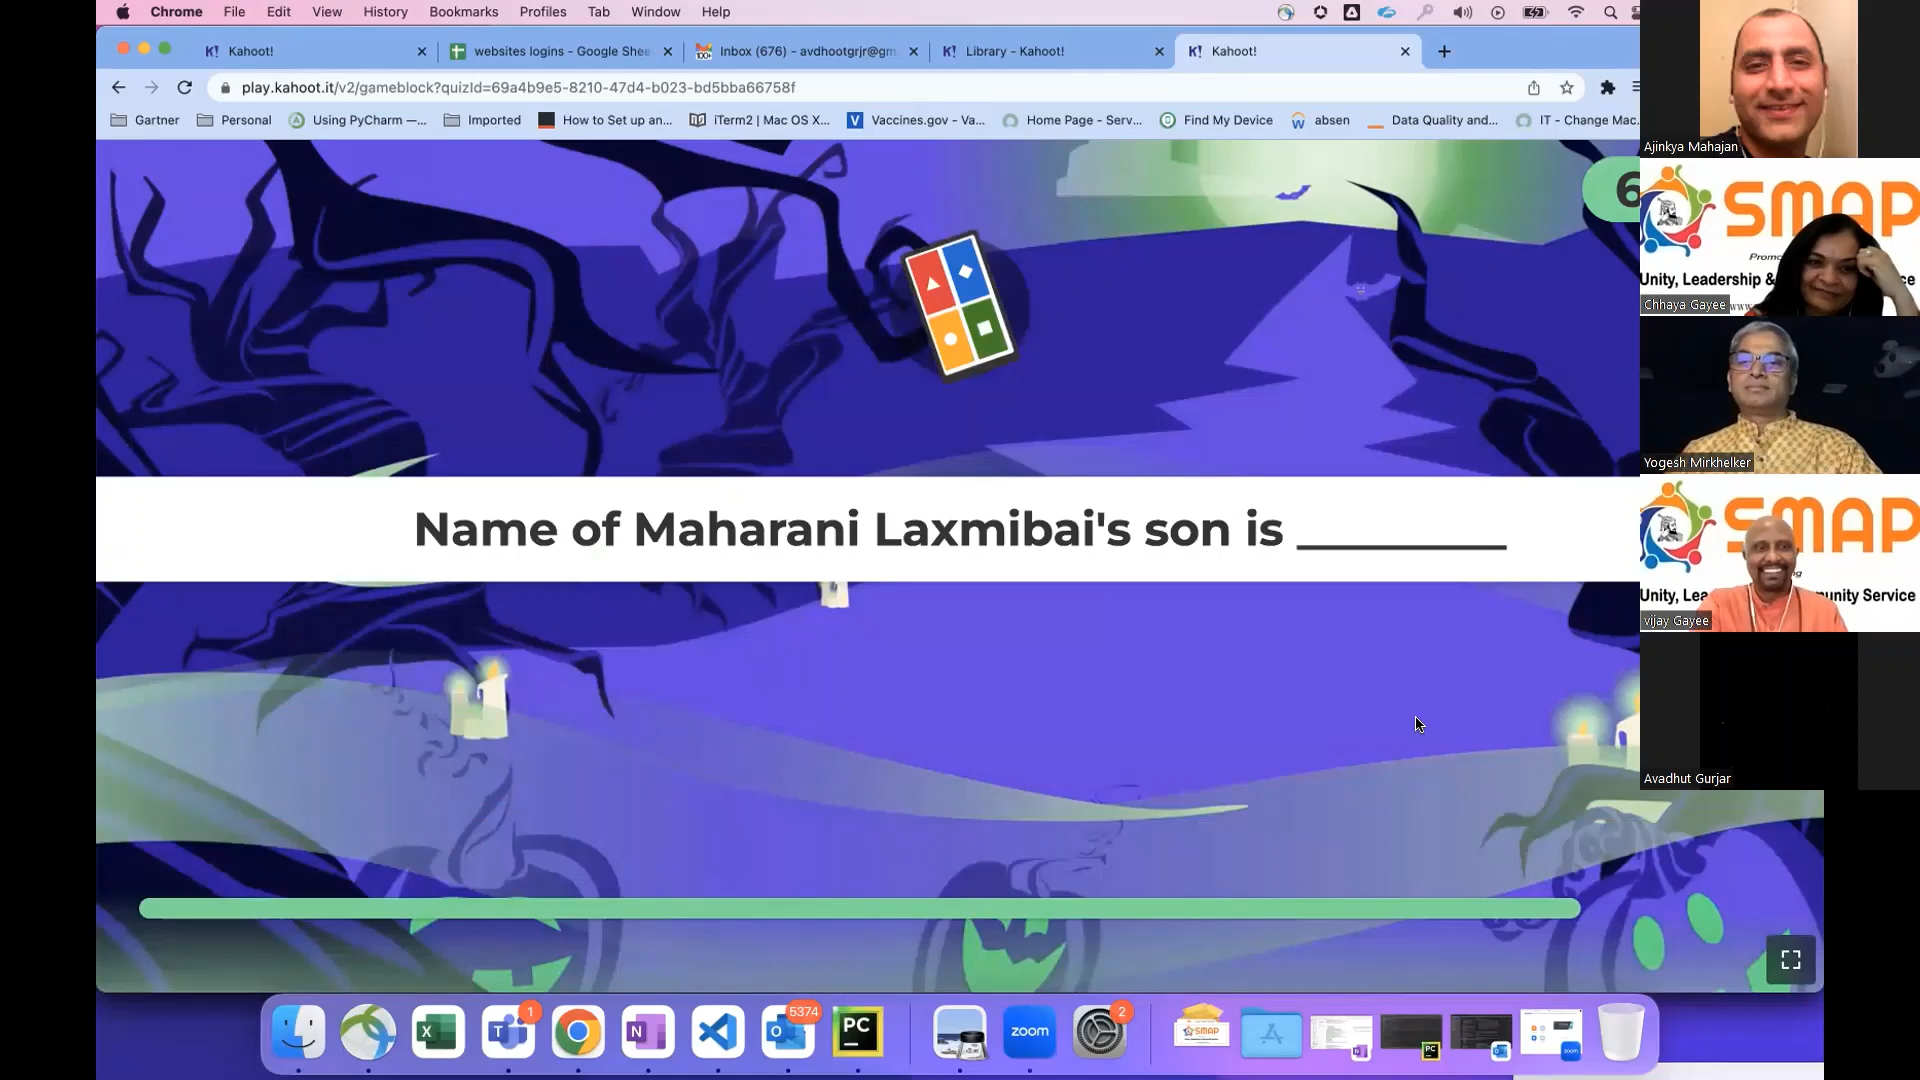 Chrome File Edit View History Bookmarks Profiles Tab Window Help
Kahoot! websites logins - Google Shee Inbox (676) - avdhootgrjr@gm Library - Kahoot! Kahoot!
play.kahoot.it/v2/gameblock?quizId=69a4b9e5-8210-47d4-b023-bd5bba66758f
Gartner Personal Using PyCharm —... Imported How to Set up an... iTerm2 | Mac OS X... Vaccines.gov - Va... Home Page - Serv... Find My Device absen Data Quality and... IT - Change Mac.
6
Name of Maharani Laxmibai's son is _________
Ajinkya Mahajan
SMAP
Unity, Leadership &
Chhaya Gayee
Yogesh Mirkhelker
SMAP
Unity, Lea
unity Service
vijay Gayee
Avadhut Gurjar
1
5374
PC
zoom
2
SMAP